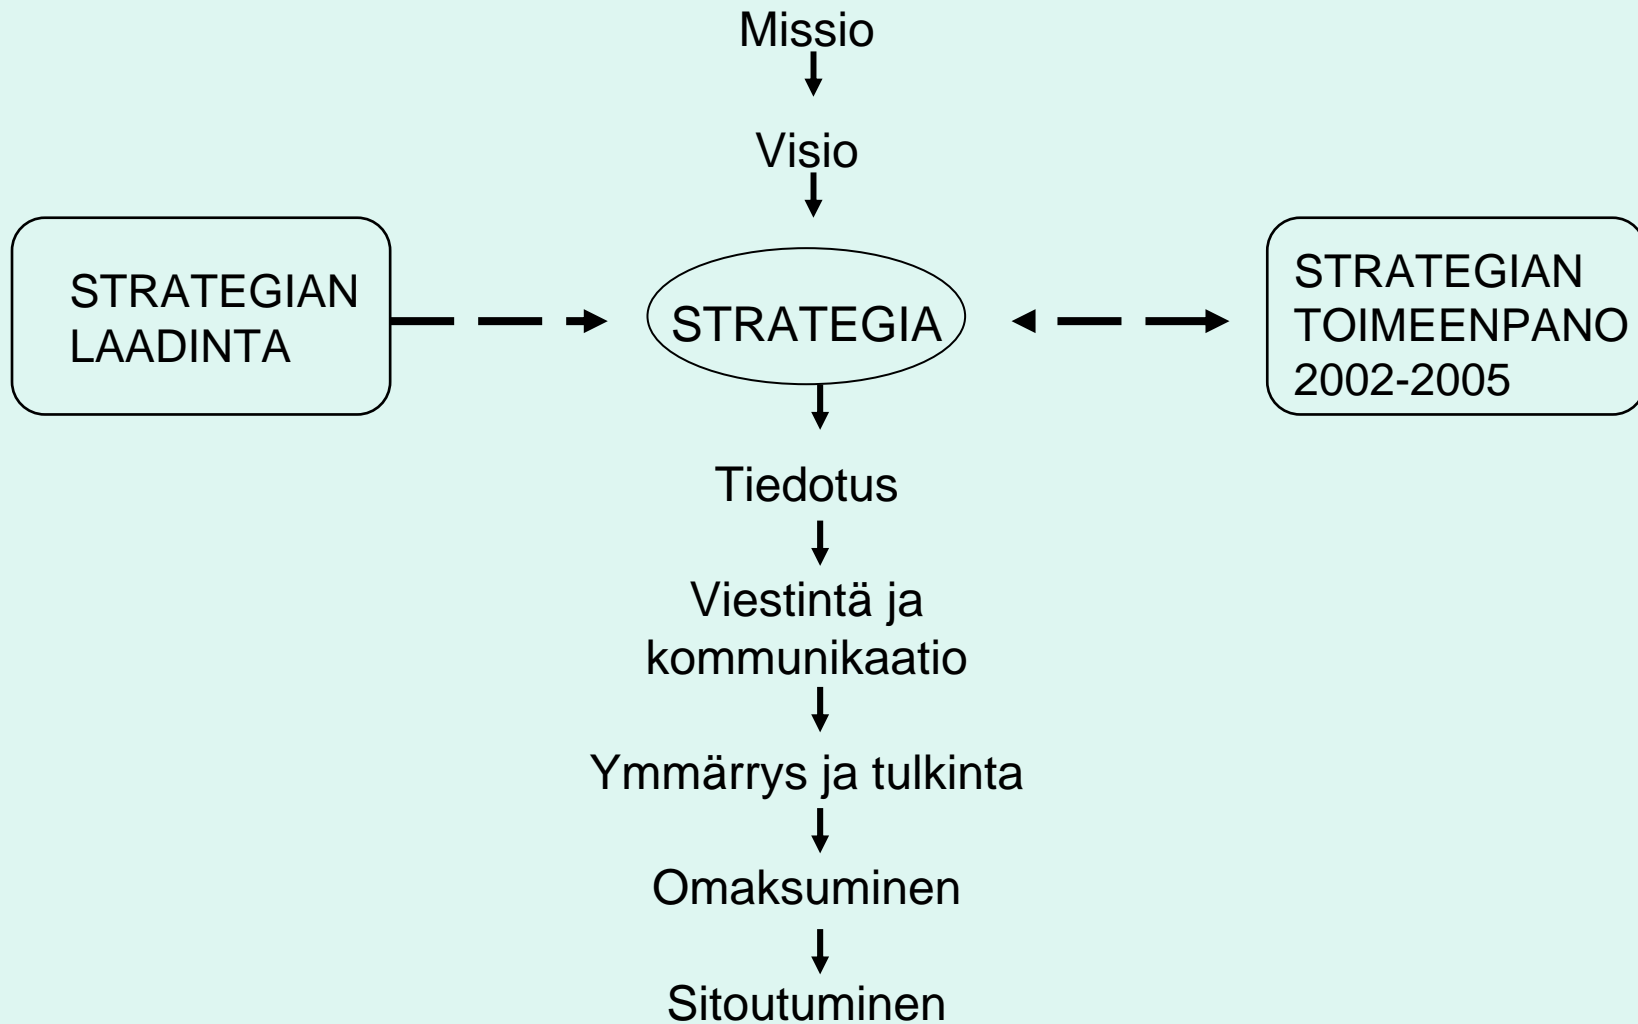 Missio
Visio
STRATEGIAN
LAADINTA
STRATEGIA
STRATEGIAN
TOIMEENPANO
2002-2005
Tiedotus
Viestintä ja
kommunikaatio
Ymmärrys ja tulkinta
Omaksuminen
Sitoutuminen